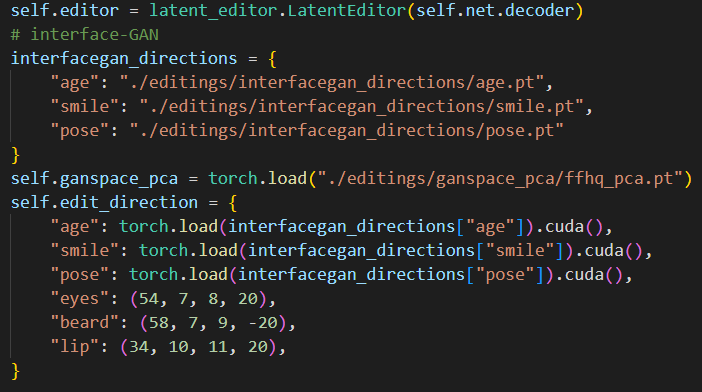 self.editor = latent_editor.LatentEditor(self.net.decoder)
# interface-GAN
interfacegan_directions = {
    "age": "./editings/interfacegan_directions/age.pt",
    "smile": "./editings/interfacegan_directions/smile.pt",
    "pose": "./editings/interfacegan_directions/pose.pt"
}
self.ganspace_pca = torch.load("./editings/ganspace_pca/ffhq_pca.pt")
self.edit_direction = {
    "age": torch.load(interfacegan_directions["age"]).cuda(),
    "smile": torch.load(interfacegan_directions["smile"]).cuda(),
    "pose": torch.load(interfacegan_directions["pose"]).cuda(),
    "eyes": (54, 7, 8, 20),
    "beard": (58, 7, 9, -20),
    "lip": (34, 10, 11, 20),
}